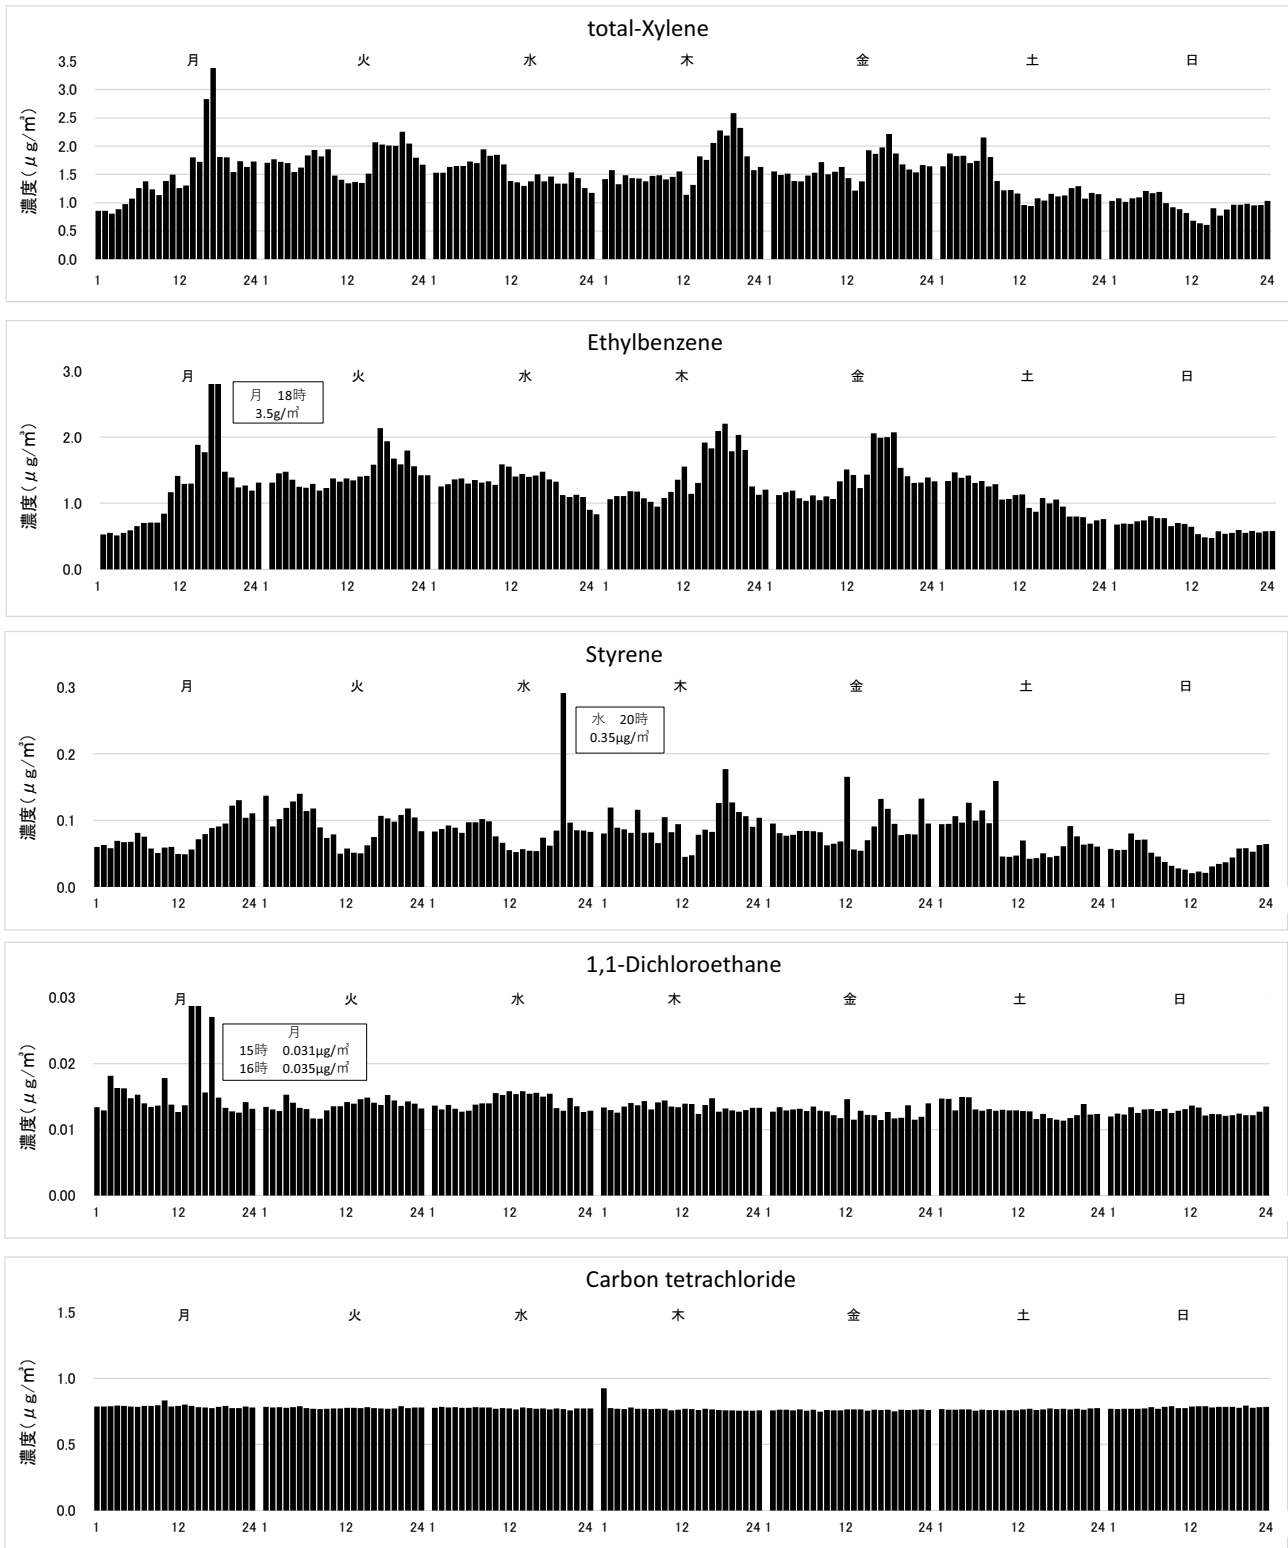 total-Xylene
月 火 水 木 金 土 日
濃度(μg/㎥)
3.5
3.0
2.5
2.0
1.5
1.0
0.5
0.0
1 12 24 1 12 24 1 12 24 1 12 24 1 12 24 1 12 24 1 12 24
Ethylbenzene
月 火 水 木 金 土 日
濃度(μg/㎥)
3.0
2.0
1.0
0.0
月 18時
3.5g/㎥
1 12 24 1 12 24 1 12 24 1 12 24 1 12 24 1 12 24 1 12 24
Styrene
月 火 水 木 金 土 日
濃度(μg/㎥)
0.3
0.2
0.1
0.0
水 20時
0.35μg/㎥
1 12 24 1 12 24 1 12 24 1 12 24 1 12 24 1 12 24 1 12 24
1,1-Dichloroethane
月 火 水 木 金 土 日
濃度(μg/㎥)
0.03
0.02
0.01
0.00
月
15時 0.031μg/㎥
16時 0.035μg/㎥
1 12 24 1 12 24 1 12 24 1 12 24 1 12 24 1 12 24 1 12 24
Carbon tetrachloride
月 火 水 木 金 土 日
濃度(μg/㎥)
1.5
1.0
0.5
0.0
1 12 24 1 12 24 1 12 24 1 12 24 1 12 24 1 12 24 1 12 24